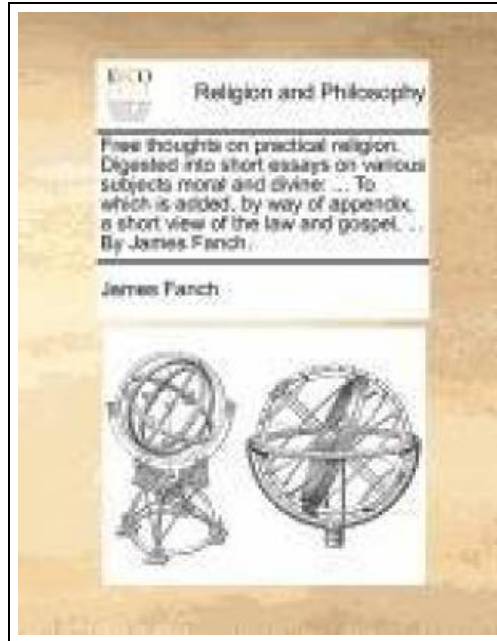 ECCO
Religion and Philosophy
Free thoughts on practical religion.
Digested into short essays on various
subjects moral and divine: ... To
which is added, by way of appendix,
a short view of the law and gospel. ...
By James Fanch.
James Fanch